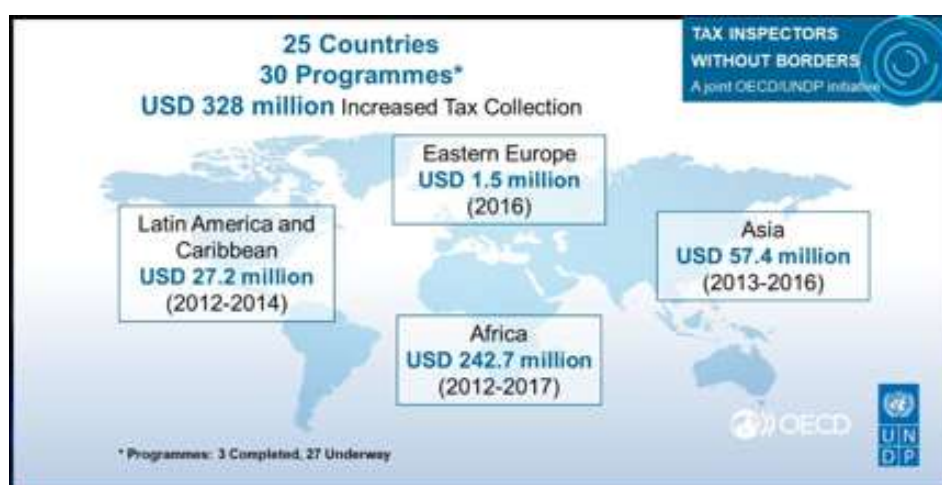 25 Countries
30 Programmes*
USD 328 million Increased Tax Collection
TAX INSPECTORS
WITHOUT BORDERS
A joint OECD/UNDP initiative
Eastern Europe
USD 1.5 million
(2016)
Latin America and
Caribbean
USD 27.2 million
(2012-2014)
Asia
USD 57.4 million
(2013-2016)
Africa
USD 242.7 million
(2012-2017)
OECD
U N
D P
* Programmes: 3 Completed, 27 Underway